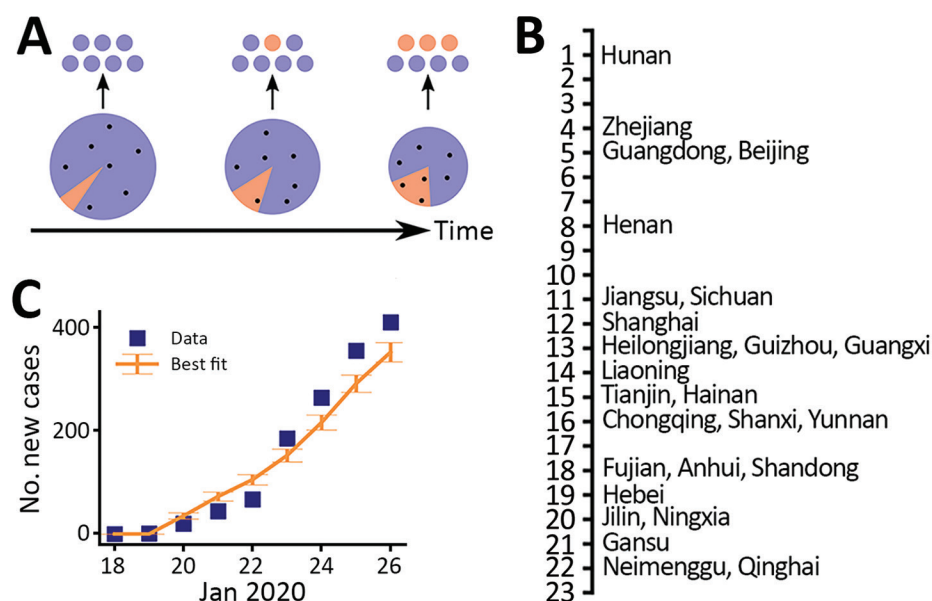 A
Time
B
1 Hunan
2
3
4 Zhejiang
5 Guangdong, Beijing
6
7
8 Henan
9
10
11 Jiangsu, Sichuan
12 Shanghai
13 Heilongjiang, Guizhou, Guangxi
14 Liaoning
15 Tianjin, Hainan
16 Chongqing, Shanxi, Yunnan
17
18 Fujian, Anhui, Shandong
19 Hebei
20 Jilin, Ningxia
21 Gansu
22 Neimenggu, Qinghai
23
C
No. new cases
400
200
0
Data
Best fit
18 20 22 24 26
Jan 2020